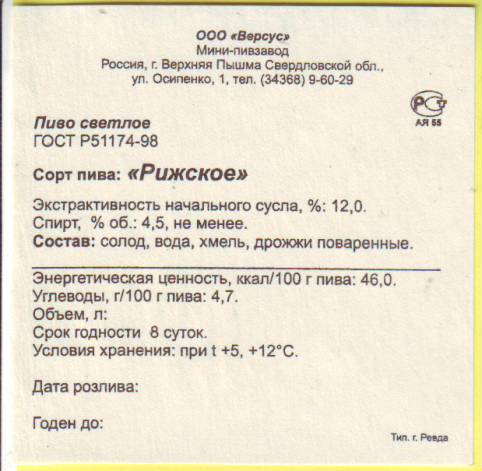 ООО «Версус»
Мини-пивзавод
Россия, г. Верхняя Пышма Свердловской обл.,
ул. Осипенко, 1, тел. (34368) 9-60-29
РСТ
АЯ 55
Пиво светлое
ГОСТ Р51174-98
Сорт пива: «Рижское»
Экстрактивность начального сусла, %: 12,0.
Спирт, % об.: 4,5, не менее.
Состав: солод, вода, хмель, дрожжи поваренные.
Энергетическая ценность, ккал/100 г пива: 46,0.
Углеводы, г/100 г пива: 4,7.
Объем, л:
Срок годности 8 суток.
Условия хранения: при t +5, +12°С.
Дата розлива:
Годен до:
Тип. г. Ревда